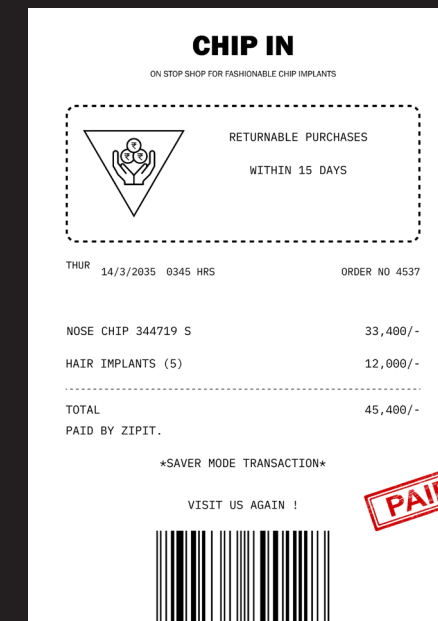 CHIP IN
ON STOP SHOP FOR FASHIONABLE CHIP IMPLANTS
RETURNABLE PURCHASES
WITHIN 15 DAYS
THUR 14/3/2035 0345 HRS ORDER NO 4537
NOSE CHIP 344719 S 33,400/-
HAIR IMPLANTS (5) 12,000/-
TOTAL 45,400/-
PAID BY ZIPIT.
*SAVER MODE TRANSACTION*
VISIT US AGAIN !